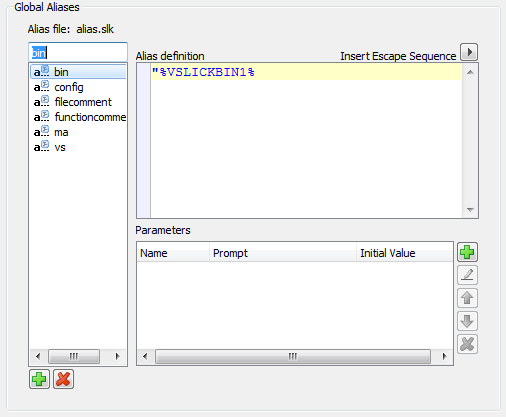 Global Aliases
Alias file: alias.slk
bin
Alias definition
Insert Escape Sequence
bin
config
filecomment
functioncomme
ma
vs
"%VSLICKBIN1%
Parameters
Name Prompt Initial Value